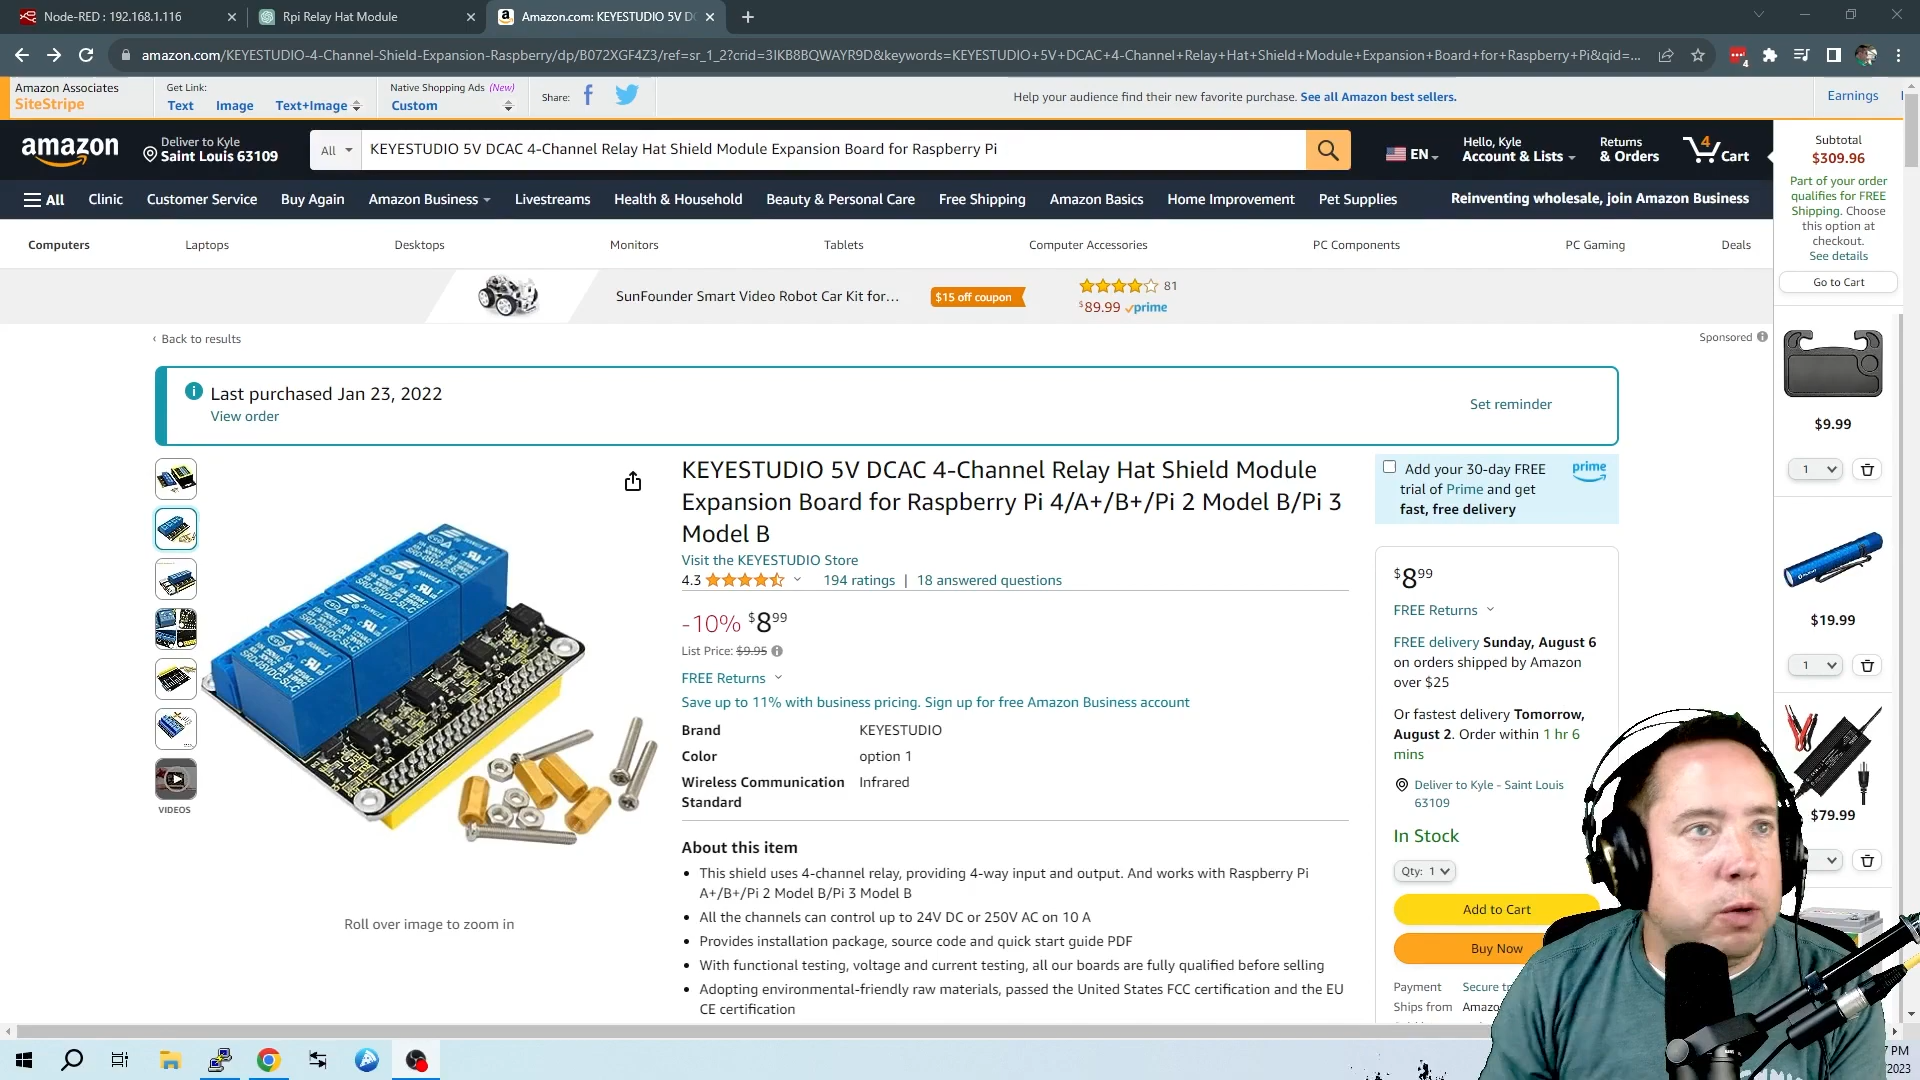 Node-RED : 192.168.1.116
Rpi Relay Hat Module
Amazon.com: KEYESTUDIO 5V DC
amazon.com/KEYESTUDIO-4-Channel-Shield-Expansion-Raspberry/dp/B072XGF4Z3/ref=sr_1_2?crid=3IKB8BQWAYR9D&keywords=KEYESTUDIO+5V+DCAC+4-Channel+Relay+Hat+Shield+Module+Expansion+Board+for+Raspberry+Pi&qid=...
4
Amazon Associates
SiteStripe
Get Link:
Text Image Text+Image
Native Shopping Ads (New)
Custom
Share:
Help your audience find their new favorite purchase. See all Amazon best sellers.
Earnings
amazon
Deliver to Kyle
Saint Louis 63109
All
KEYESTUDIO 5V DCAC 4-Channel Relay Hat Shield Module Expansion Board for Raspberry Pi
EN
Hello, Kyle
Account & Lists
Returns
& Orders
4
Cart
Subtotal
$309.96
Part of your order
qualifies for FREE
Shipping. Choose
this option at
checkout.
See details
Go to Cart
All Clinic Customer Service Buy Again Amazon Business Livestreams Health & Household Beauty & Personal Care Free Shipping Amazon Basics Home Improvement Pet Supplies
Reinventing wholesale, join Amazon Business
Computers Laptops Desktops Monitors Tablets Computer Accessories PC Components PC Gaming Deals
SunFounder Smart Video Robot Car Kit for...
$15 off coupon
81
$89.99 prime
‹ Back to results
Sponsored
Last purchased Jan 23, 2022
View order
Set reminder
VIDEOS
SRD-05VDC-SL-C
SRD-05VDC-SL-C
SRD-05VDC-SL-C
SRD-05VDC-SL-C
Roll over image to zoom in
KEYESTUDIO 5V DCAC 4-Channel Relay Hat Shield Module
Expansion Board for Raspberry Pi 4/A+/B+/Pi 2 Model B/Pi 3
Model B
Visit the KEYESTUDIO Store
4.3
194 ratings | 18 answered questions
-10% $8 99
List Price: $9.95
FREE Returns
Save up to 11% with business pricing. Sign up for free Amazon Business account
Brand KEYESTUDIO
Color option 1
Wireless Communication Infrared
Standard
About this item
• This shield uses 4-channel relay, providing 4-way input and output. And works with Raspberry Pi
A+/B+/Pi 2 Model B/Pi 3 Model B
• All the channels can control up to 24V DC or 250V AC on 10 A
• Provides installation package, source code and quick start guide PDF
• With functional testing, voltage and current testing, all our boards are fully qualified before selling
• Adopting environmental-friendly raw materials, passed the United States FCC certification and the EU
CE certification
Add your 30-day FREE
trial of Prime and get
fast, free delivery
prime
$8 99
FREE Returns
FREE delivery Sunday, August 6
on orders shipped by Amazon
over $25
Or fastest delivery Tomorrow,
August 2. Order within 1 hr 6
mins
Deliver to Kyle - Saint Louis
63109
In Stock
Qty: 1
Add to Cart
Buy Now
Payment Secure
Ships from
$9.99
1
$19.99
1
$79.99
PM
2023